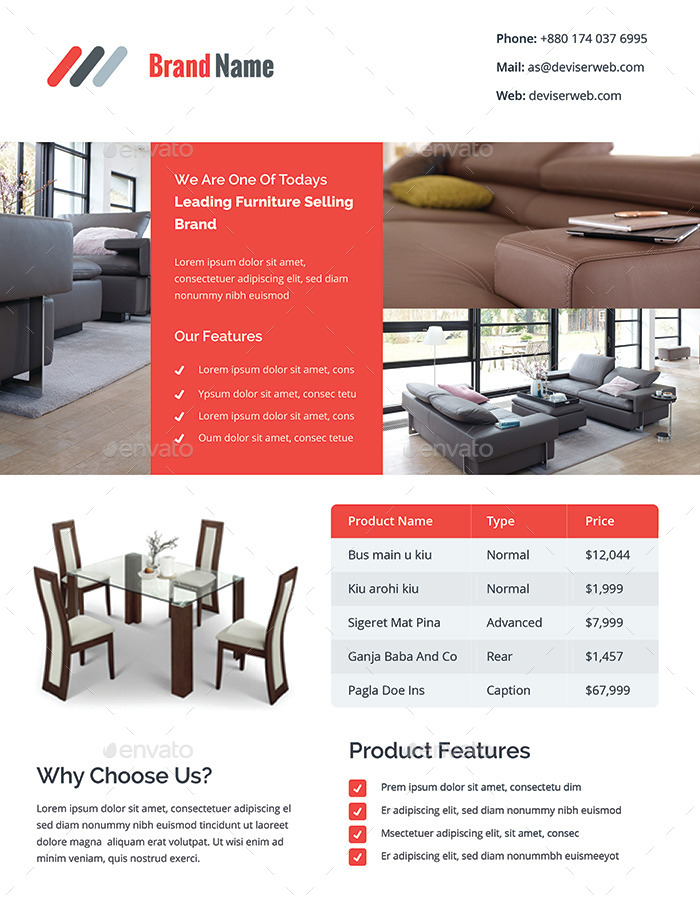 Brand Name
Phone: +880 174 037 6995
Mail: as@deviserweb.com
Web: deviserweb.com
We Are One Of Todays
Leading Furniture Selling
Brand
Lorem ipsum dolor sit amet,
consectetuer adipiscing elit, sed diam
nonummy nibh euismod
Our Features
Lorem ipsum dolor sit amet, cons
Ypsum dolor sit amet, consec tetu
Lorem ipsum dolor sit amet, cons
Oum dolor sit amet, consec tetue
envato
envato
envato
envato
Product Name Type Price
Bus main u kiu Normal $12,044
Kiu arohi kiu Normal $1,999
Sigeret Mat Pina Advanced $7,999
Ganja Baba And Co Rear $1,457
Pagla Doe Ins Caption $67,999
envato
envato
Why Choose Us?
Lorem ipsum dolor sit amet, consectetuer adipiscing el
consectetuer adipiscing elit, sed diam nonummy nibh
euismod tincidunt ut laoreet
dolore magna  aliquam erat volutpat. Ut wisi enim ad
minim veniam, quis nostrud exerci.
Product Features
Prem ipsum dolor sit amet, consectetu dim
Er adipiscing elit, sed diam nonummy nibh euismod
Msectetuer adipiscing elit, sit amet, consec
Er adipiscing elit, sed diam nonummbh euismeeyot